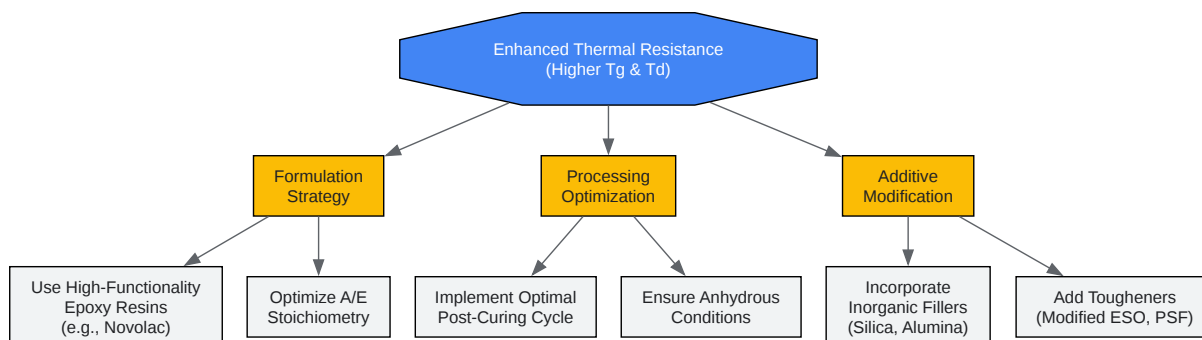 Enhanced Thermal Resistance
(Higher Tg & Td)
Formulation
Strategy
Processing
Optimization
Additive
Modification
Use High-Functionality
Epoxy Resins
(e.g., Novolac)
Optimize A/E
Stoichiometry
Implement Optimal
Post-Curing Cycle
Ensure Anhydrous
Conditions
Incorporate
Inorganic Fillers
(Silica, Alumina)
Add Tougheners
(Modified ESO, PSF)